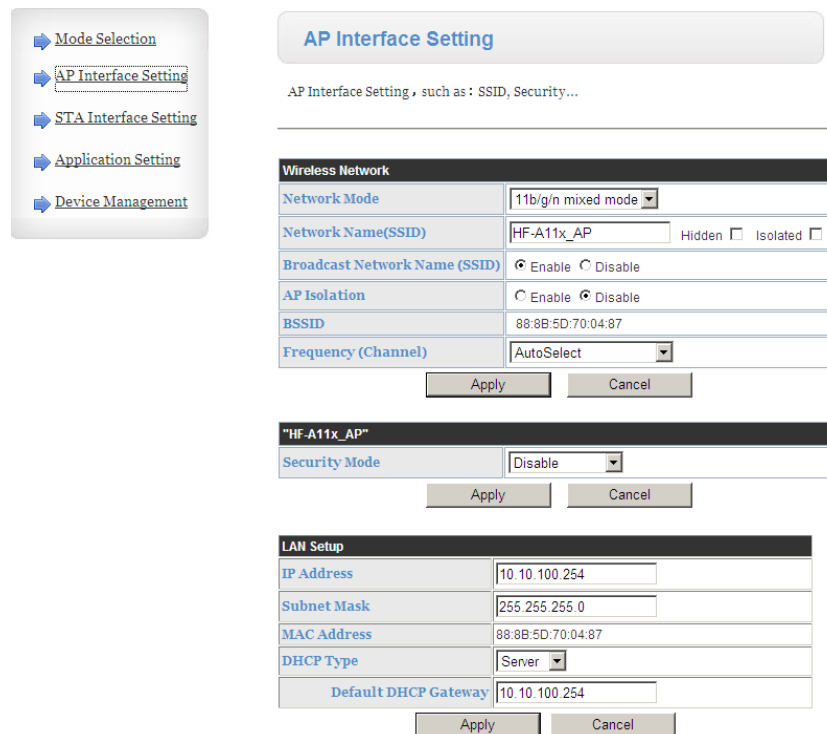 Mode Selection
AP Interface Setting
STA Interface Setting
Application Setting
Device Management
AP Interface Setting
AP Interface Setting，such as：SSID, Security...
Wireless Network
Network Mode 11b/g/n mixed mode
Network Name(SSID) HF-A11x_AP Hidden Isolated
Broadcast Network Name (SSID) Enable Disable
AP Isolation Enable Disable
BSSID 88:8B:5D:70:04:87
Frequency (Channel) AutoSelect
Apply Cancel
"HF-A11x_AP"
Security Mode Disable
Apply Cancel
LAN Setup
IP Address 10.10.100.254
Subnet Mask 255.255.255.0
MAC Address 88:8B:5D:70:04:87
DHCP Type Server
Default DHCP Gateway 10.10.100.254
Apply Cancel